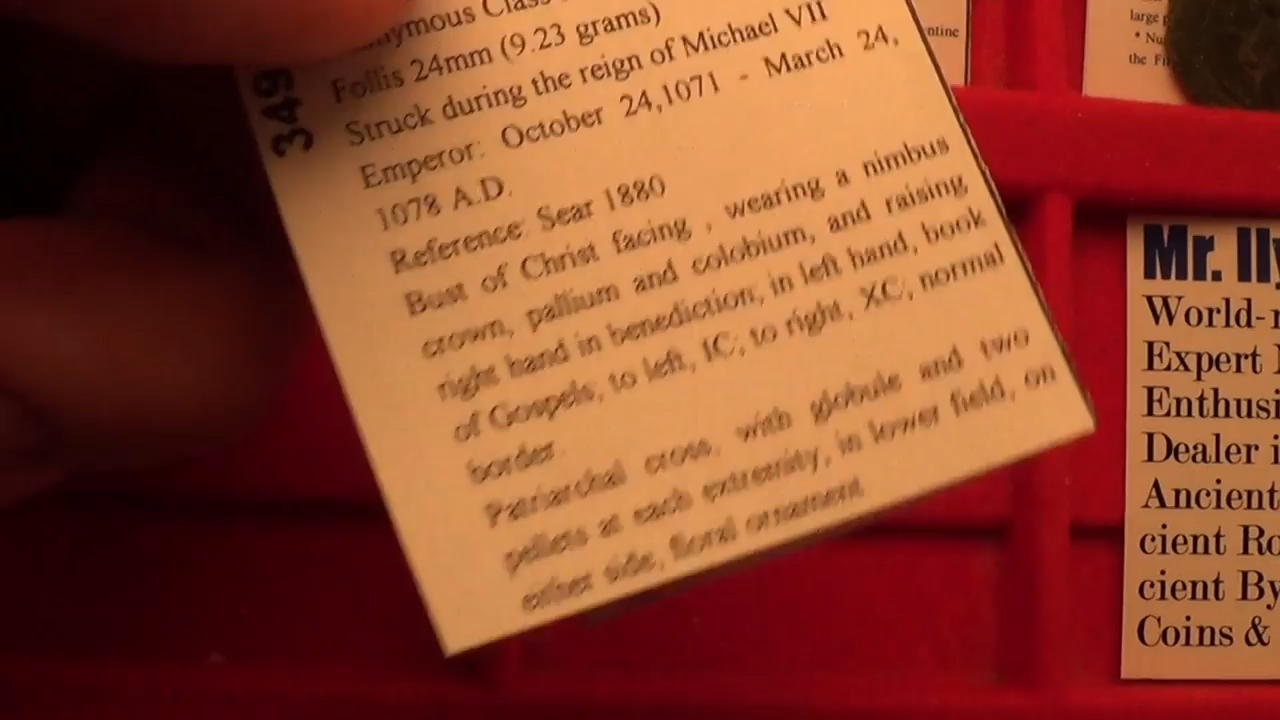 349
Class
Follis 24mm (9.23 grams)
Struck during the reign of Michael VII
Emperor: October 24,1071 - March 24,
1078 A.D.
Reference: Sear 1880
Bust of Christ facing , wearing a nimbus
crown, pallium and colobium, and raising
right hand in benediction; in left hand, book
of Gospels; to left, IC; to right, XC; normal
border.
Patriarchal cross, with globule and two
pellets at each extremity; in lower field, on
either side, floral ornament.
ntine
large
the
Mr.
World-
Expert
Enthusi
Dealer i
Ancient
cient Ro
cient By
Coins &